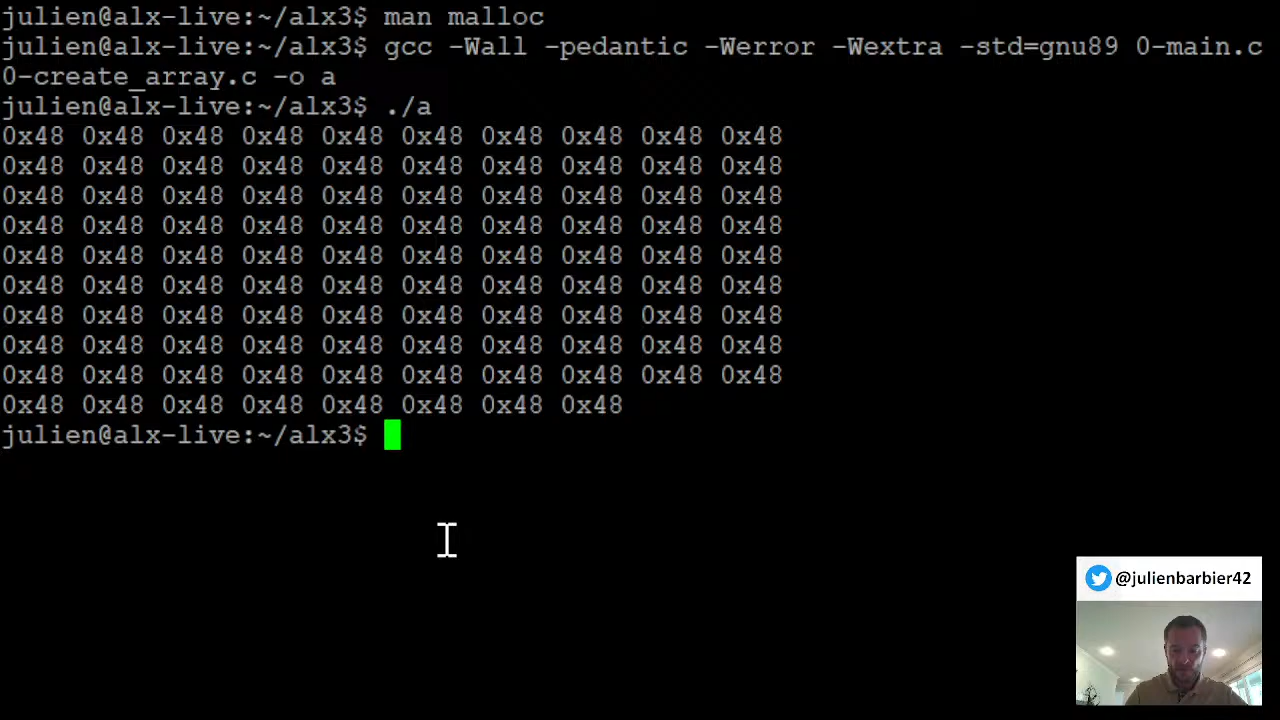 julien@alx-live:~/alx3$ man malloc
julien@alx-live:~/alx3$ gcc -Wall -pedantic -Werror -Wextra -std=gnu89 0-main.c
0-create_array.c -o a
julien@alx-live:~/alx3$ ./a
0x48 0x48 0x48 0x48 0x48 0x48 0x48 0x48 0x48 0x48
0x48 0x48 0x48 0x48 0x48 0x48 0x48 0x48 0x48 0x48
0x48 0x48 0x48 0x48 0x48 0x48 0x48 0x48 0x48 0x48
0x48 0x48 0x48 0x48 0x48 0x48 0x48 0x48 0x48 0x48
0x48 0x48 0x48 0x48 0x48 0x48 0x48 0x48 0x48 0x48
0x48 0x48 0x48 0x48 0x48 0x48 0x48 0x48 0x48 0x48
0x48 0x48 0x48 0x48 0x48 0x48 0x48 0x48 0x48 0x48
0x48 0x48 0x48 0x48 0x48 0x48 0x48 0x48 0x48 0x48
0x48 0x48 0x48 0x48 0x48 0x48 0x48 0x48 0x48 0x48
0x48 0x48 0x48 0x48 0x48 0x48 0x48 0x48
julien@alx-live:~/alx3$
@julienbarbier42